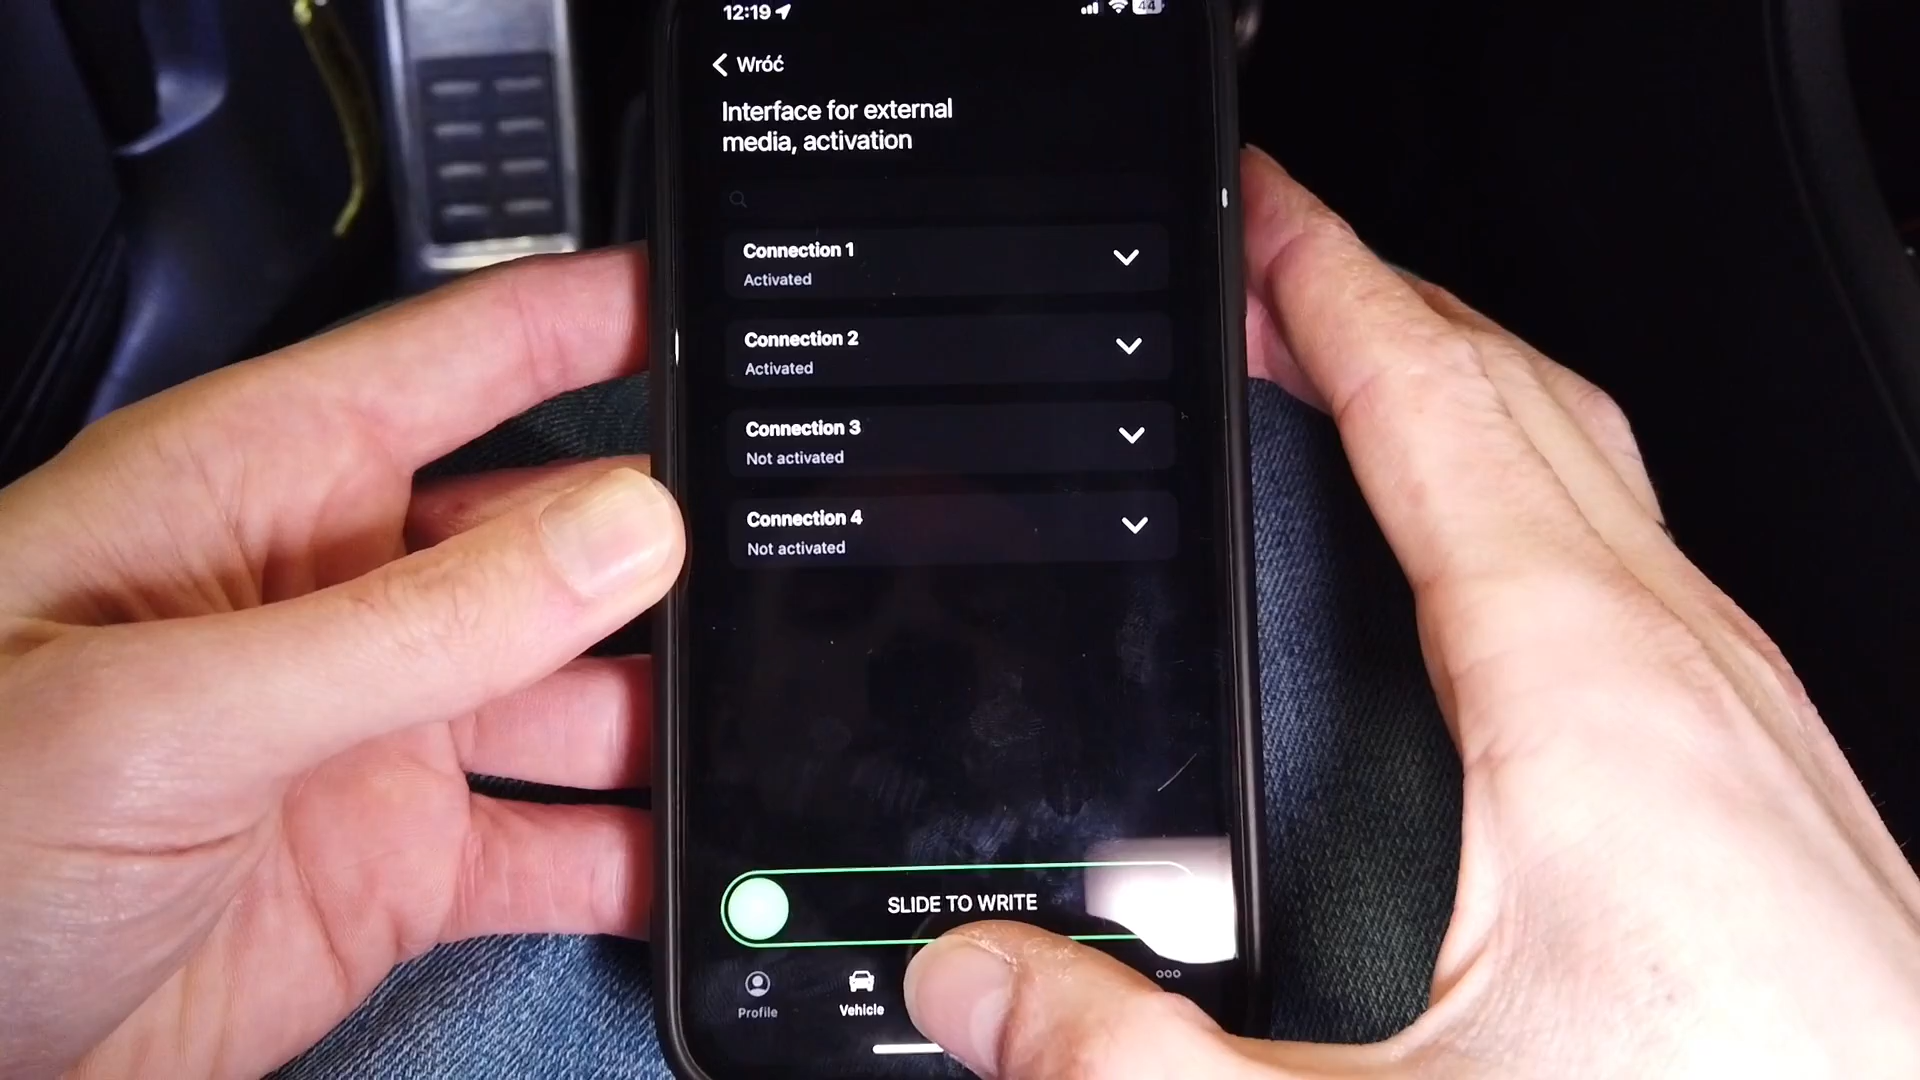 12:19
44
Wróć
Interface for external
media, activation
Connection 1
Activated
Connection 2
Activated
Connection 3
Not activated
Connection 4
Not activated
SLIDE TO WRITE
Profile
Vehicle